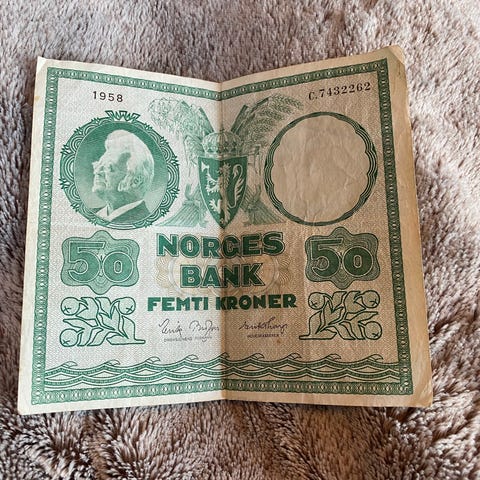 1958
C.7432262
50
NORGES
BANK
50
FEMTI KRONER